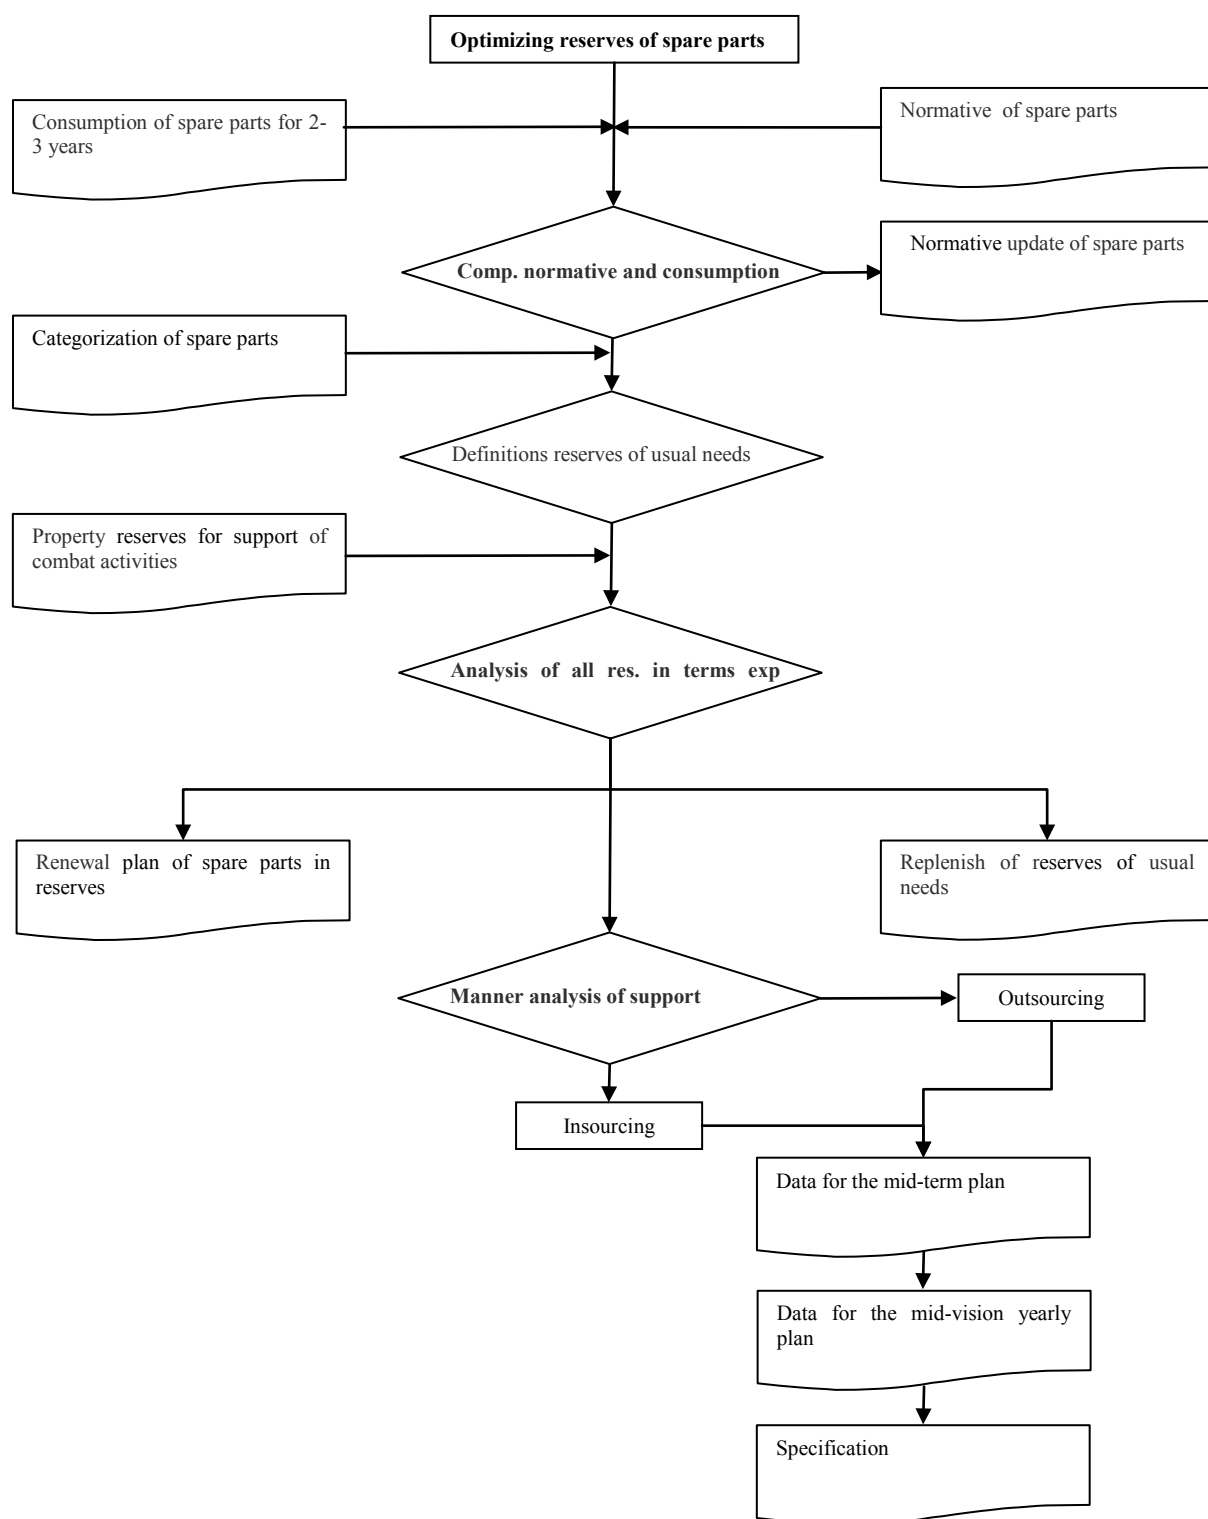 Optimizing reserves of spare parts
Consumption of spare parts for 2-
3 years
Normative of spare parts
Comp. normative and consumption
Normative update of spare parts
Categorization of spare parts
Definitions reserves of usual needs
Property reserves for support of
combat activities
Analysis of all res. in terms exp
Renewal plan of spare parts in
reserves
Replenish of reserves of usual
needs
Manner analysis of support
Outsourcing
Insourcing
Data for the mid-term plan
Data for the mid-vision yearly
plan
Specification